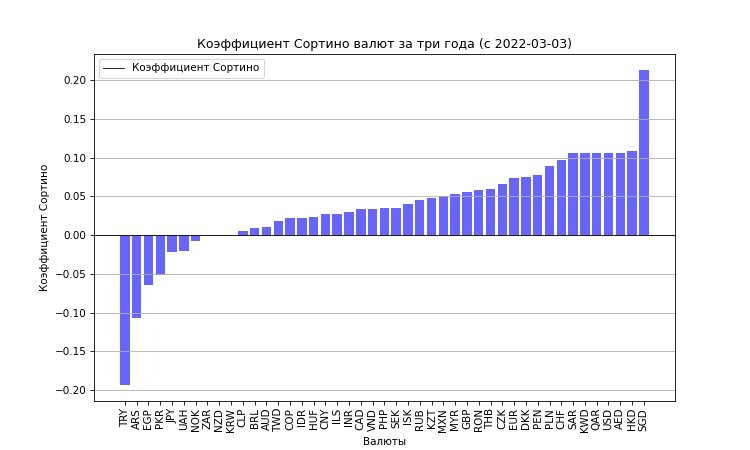 Коэффициент Сортино валют за три года (с 2022-03-03)
Коэффициент Сортино
0.20
0.15
0.10
0.05
0.00
−0.05
−0.10
−0.15
−0.20
Коэффициент Сортино
TRY
ARS
EGP
PKR
JPY
UAH
NOK
ZAR
NZD
KRW
CLP
BRL
AUD
TWD
COP
IDR
HUF
CNY
ILS
INR
CAD
VND
PHP
SEK
ISK
RUB
KZT
MXN
MYR
GBP
RON
THB
CZK
EUR
DKK
PEN
PLN
CHF
SAR
KWD
QAR
USD
AED
HKD
SGD
Валюты